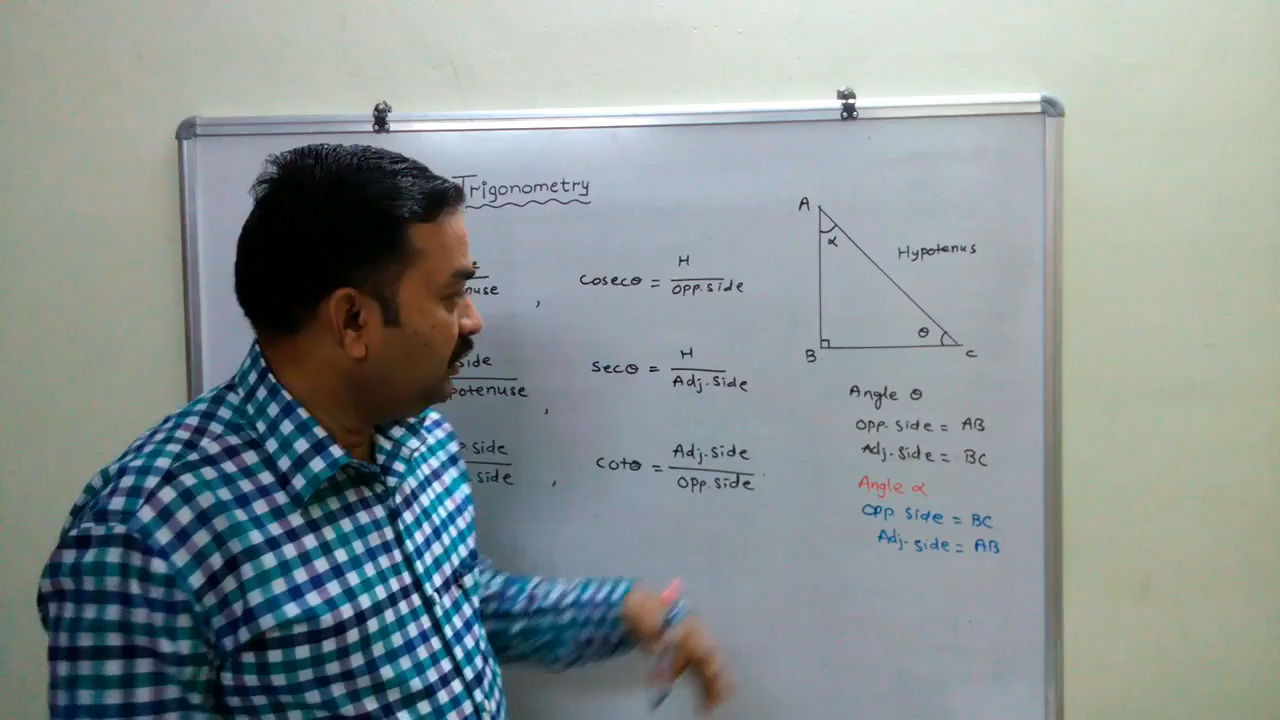 Trigonometry
nuse , cosecθ = H / Opp.side
side / potenuse , secθ = H / Adj.side
.side / .side , cotθ = Adj.side / Opp.side
A
α
Hypotenus
θ
B
C
Angle θ
Opp. side = AB
Adj.side = BC
Angle α
Opp side = BC
Adj. side = AB